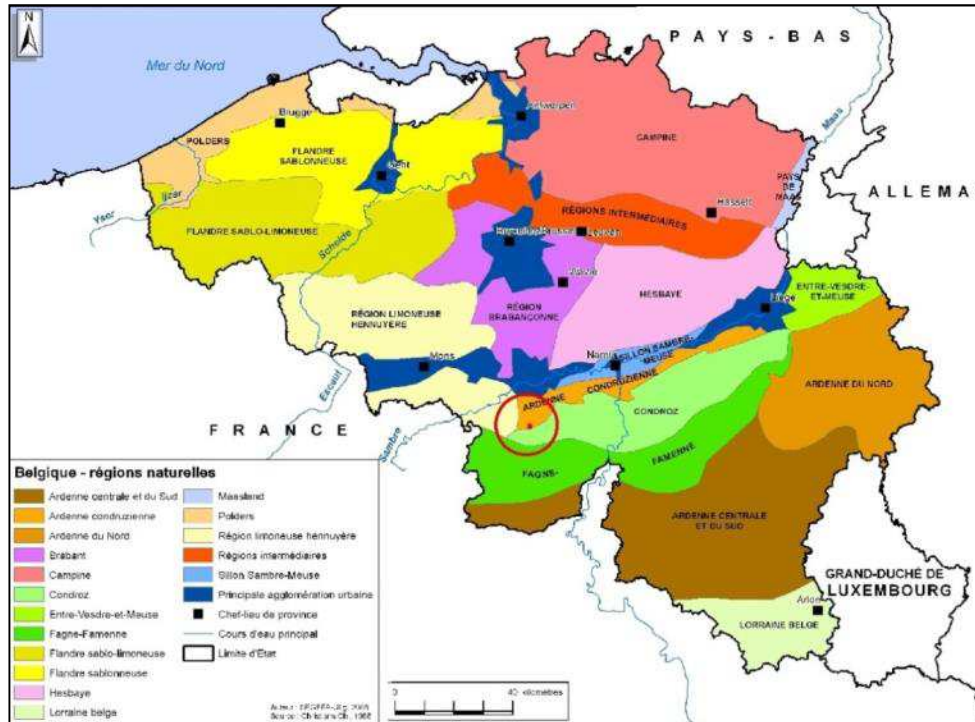 N
PAYS-BAS
Mer du Nord
Antwerpen
Maas
Brugge
POLDERS
FLANDRE
SABLONNEUSE
CAMPINE
Gent
PAYS
DE
MAAS
ALLEMA
Ijzer
Yser
Hasselt
RÉGIONS INTERMÉDIAIRES
FLANDRE SABLO-LIMONEUSE
Schelde
Leuven
Wavre
HESBAYE
ENTRE-VESDRE-
ET-MEUSE
RÉGION LIMONEUSE
HENNUYÈRE
RÉGION
BRABANÇONNE
Liège
Mons
Namur
SILLON SAMBRE-
MEUSE
ARDENNE CONDRUZIENNE
ARDENNE DU NORD
CONDROZ
Escaut
FRANCE
Sambre
FAGNE-
FAMENNE
ARDENNE CENTRALE
ET DU SUD
GRAND-DUCHÉ DE
LUXEMBOURG
Arlon
LORRAINE BELGE
Belgique - régions naturelles
Ardenne centrale et du Sud
Ardenne condruzienne
Ardenne du Nord
Brabant
Campine
Condroz
Entre-Vesdre-et-Meuse
Fagne-Famenne
Flandre sablo-limoneuse
Flandre sablonneuse
Hesbaye
Lorraine belge
Maasland
Polders
Région limoneuse hennuyère
Régions intermédiaires
Sillon Sambre-Meuse
Principale agglomération urbaine
Chef-lieu de province
Cours d'eau principal
Limite d'Etat
0 40 kilomètres